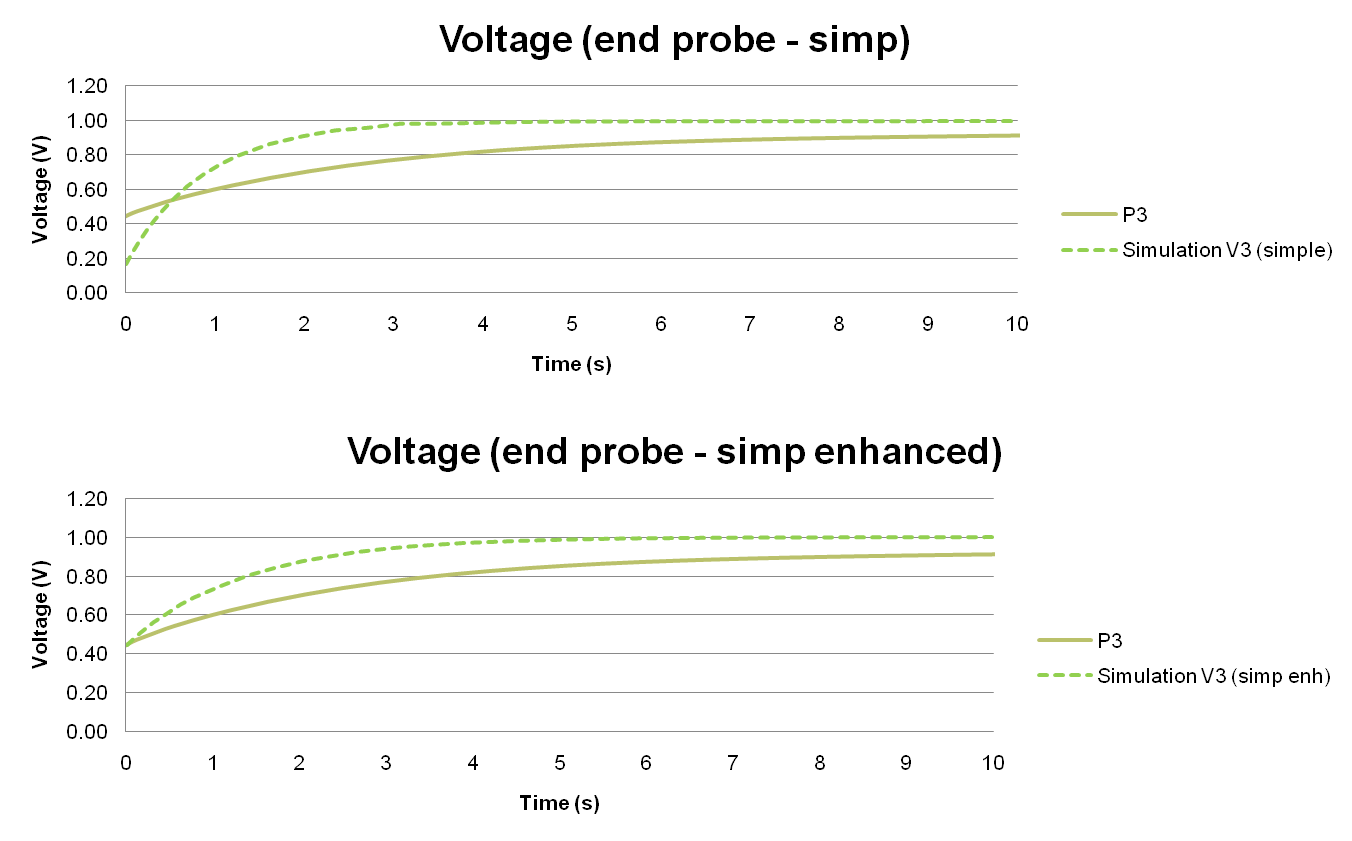 Voltage (end probe - simp)
1.20
1.00
0.80
0.60
0.40
0.20
0.00
Voltage (V)
0 1 2 3 4 5 6 7 8 9 10
Time (s)
P3
Simulation V3 (simple)
Voltage (end probe - simp enhanced)
1.20
1.00
0.80
0.60
0.40
0.20
0.00
Voltage (V)
0 1 2 3 4 5 6 7 8 9 10
Time (s)
P3
Simulation V3 (simp enh)